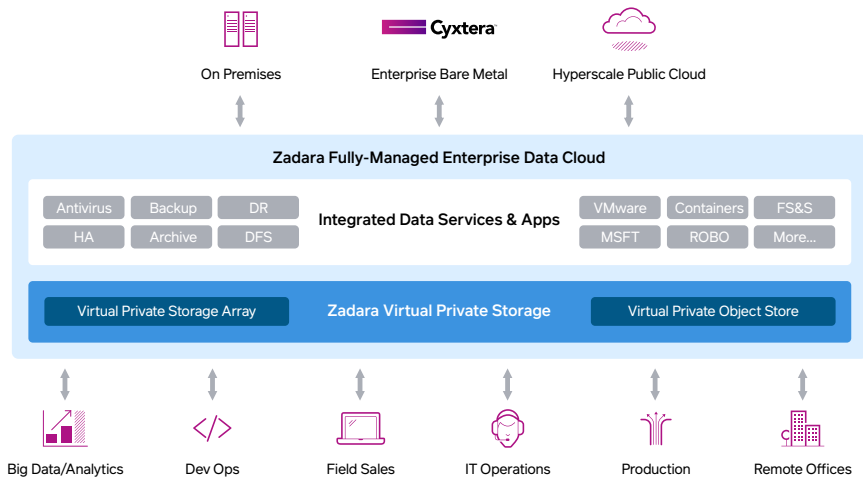 Cyxtera
On Premises
Enterprise Bare Metal
Hyperscale Public Cloud
Zadara Fully-Managed Enterprise Data Cloud
Antivirus
Backup
DR
HA
Archive
DFS
Integrated Data Services & Apps
VMware
Containers
FS&S
MSFT
ROBO
More...
Virtual Private Storage Array
Zadara Virtual Private Storage
Virtual Private Object Store
</>
Big Data/Analytics
Dev Ops
Field Sales
IT Operations
Production
Remote Offices